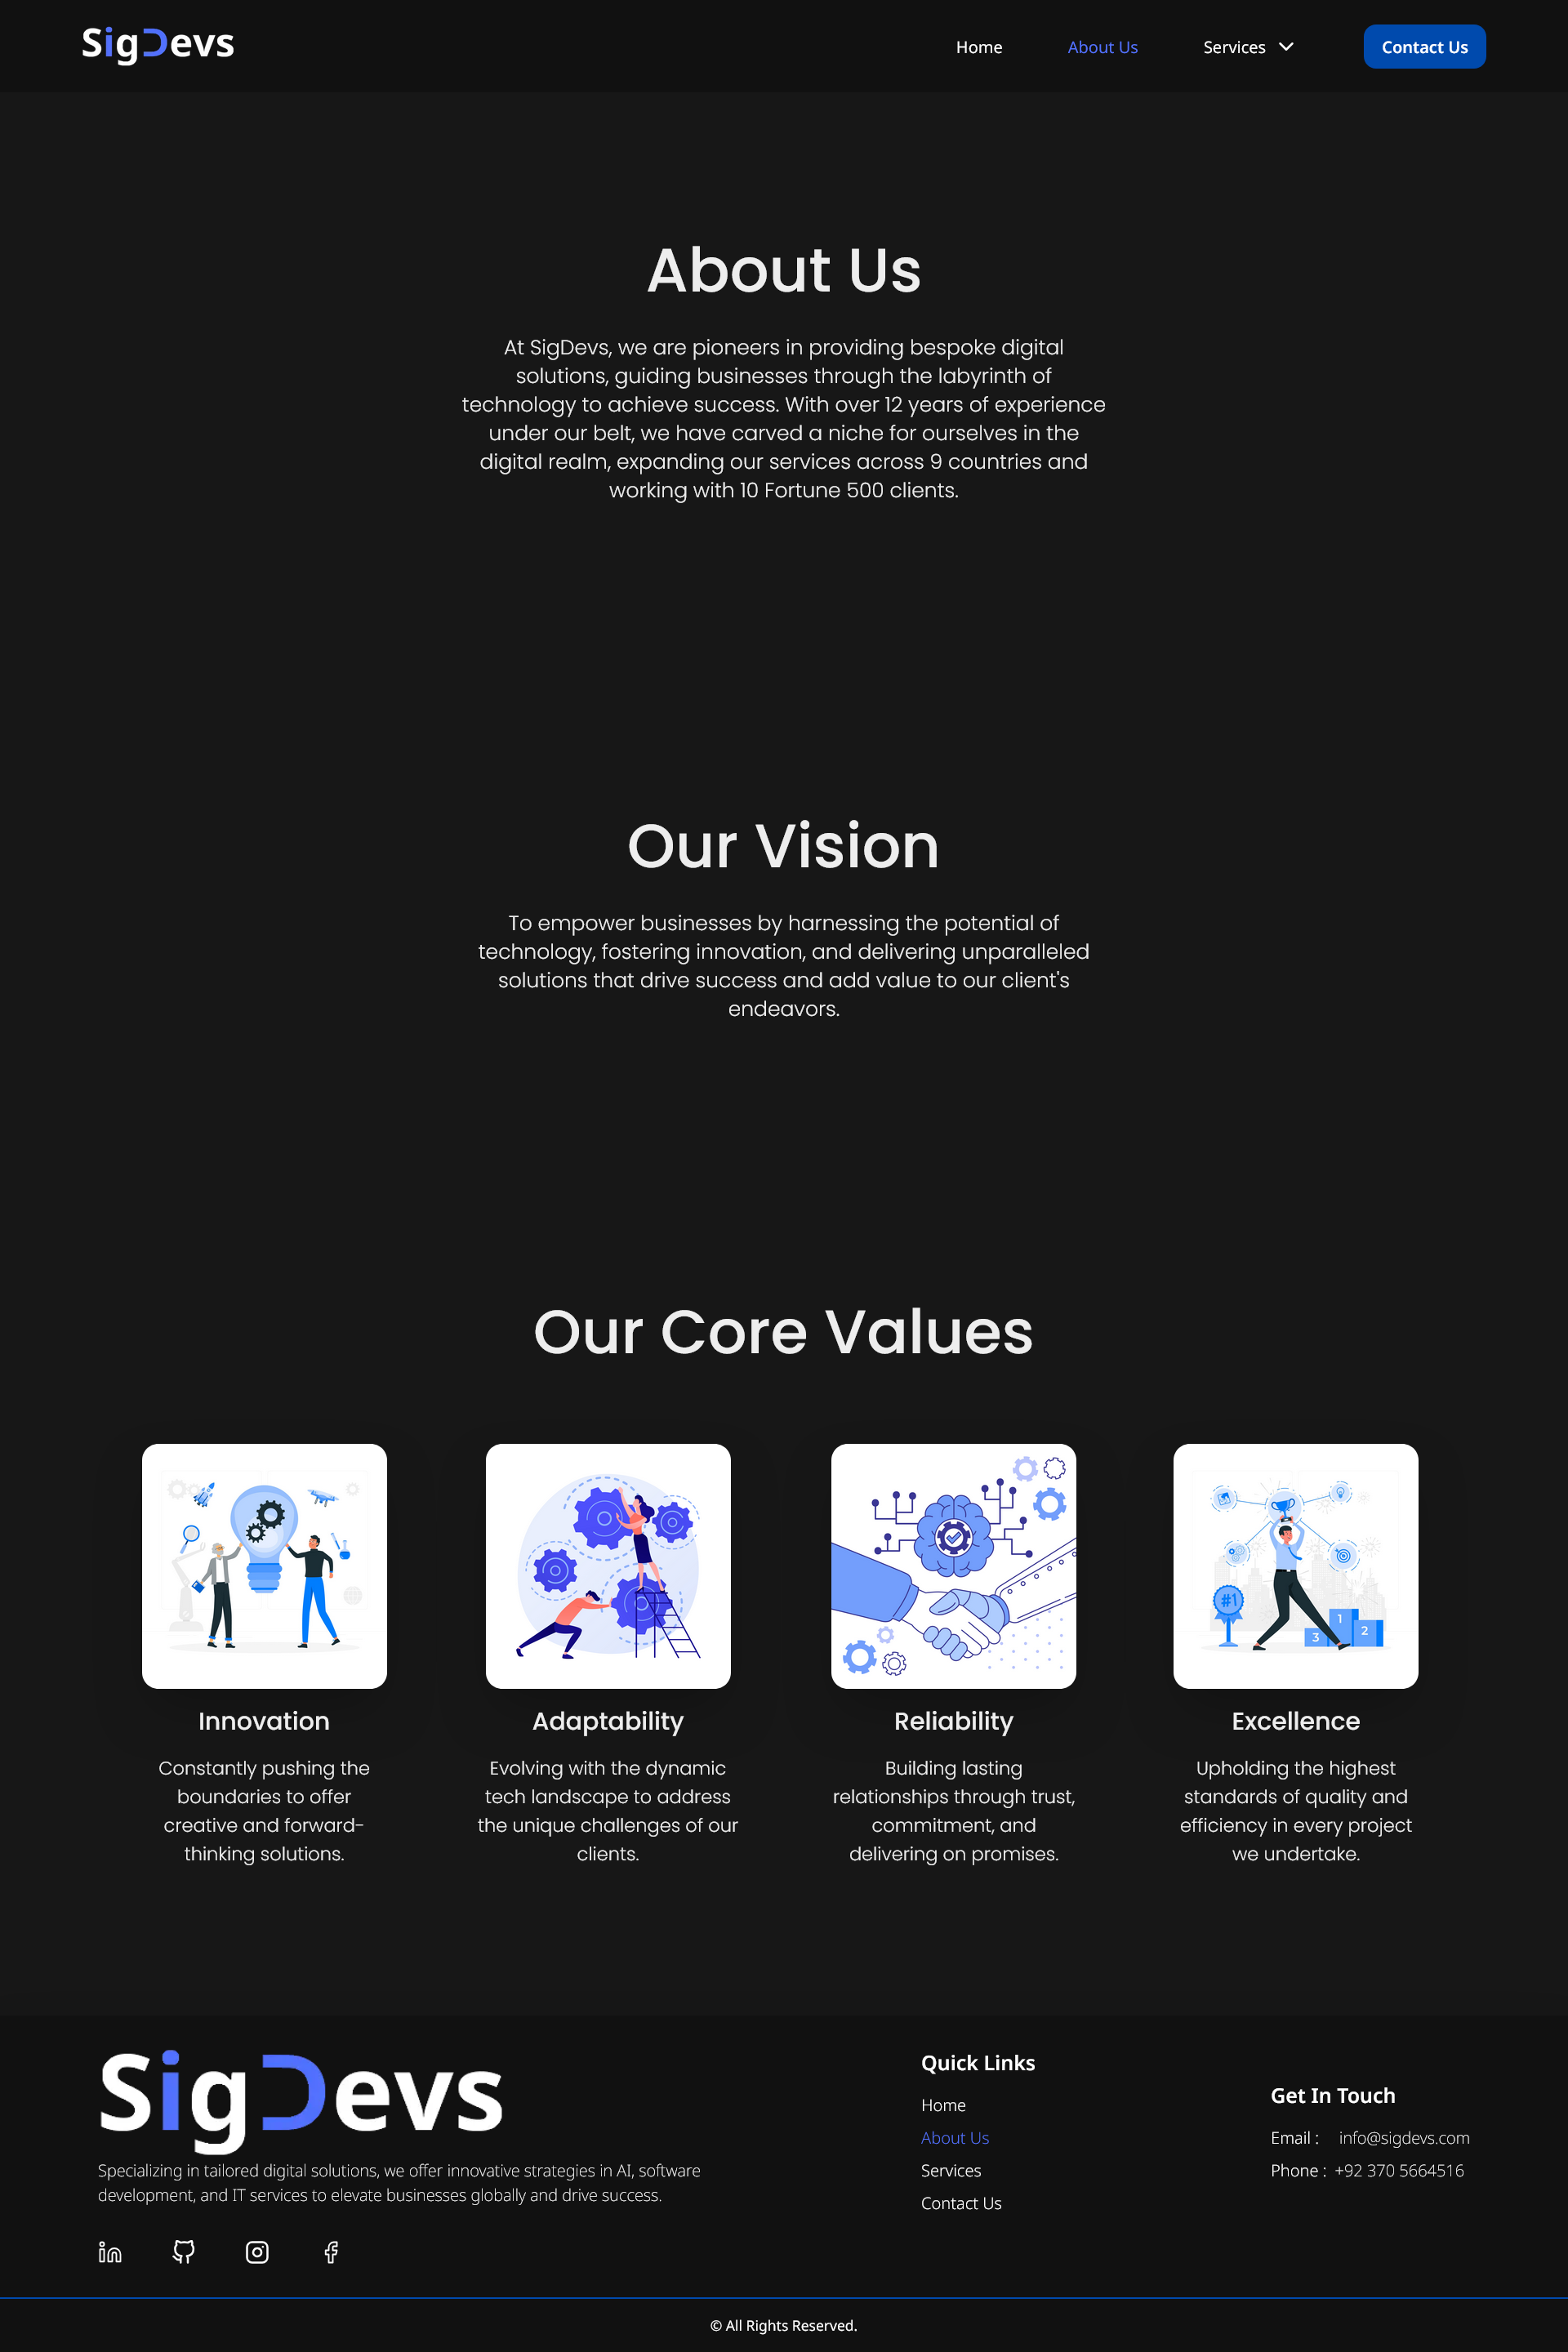 SigDevs
Home
About Us
Services
Contact Us
About Us
At SigDevs, we are pioneers in providing bespoke digital
solutions, guiding businesses through the labyrinth of
technology to achieve success. With over 12 years of experience
under our belt, we have carved a niche for ourselves in the
digital realm, expanding our services across 9 countries and
working with 10 Fortune 500 clients.
Our Vision
To empower businesses by harnessing the potential of
technology, fostering innovation, and delivering unparalleled
solutions that drive success and add value to our client's
endeavors.
Our Core Values
#1
1
2
3
Innovation
Constantly pushing the
boundaries to offer
creative and forward-
thinking solutions.
Adaptability
Evolving with the dynamic
tech landscape to address
the unique challenges of our
clients.
Reliability
Building lasting
relationships through trust,
commitment, and
delivering on promises.
Excellence
Upholding the highest
standards of quality and
efficiency in every project
we undertake.
SigDevs
Specializing in tailored digital solutions, we offer innovative strategies in AI, software
development, and IT services to elevate businesses globally and drive success.
Quick Links
Home
About Us
Services
Contact Us
Get In Touch
Email : info@sigdevs.com
Phone : +92 370 5664516
© All Rights Reserved.